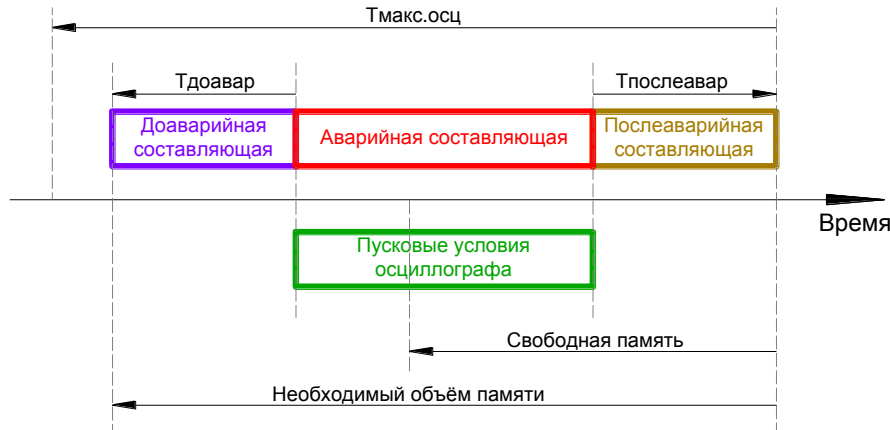 Тмакс.осц
Тдоавар
Тпослеавар
Доаварийная
составляющая
Аварийная составляющая
Послеаварийная
составляющая
Время
Пусковые условия
осциллографа
Свободная память
Необходимый объём памяти